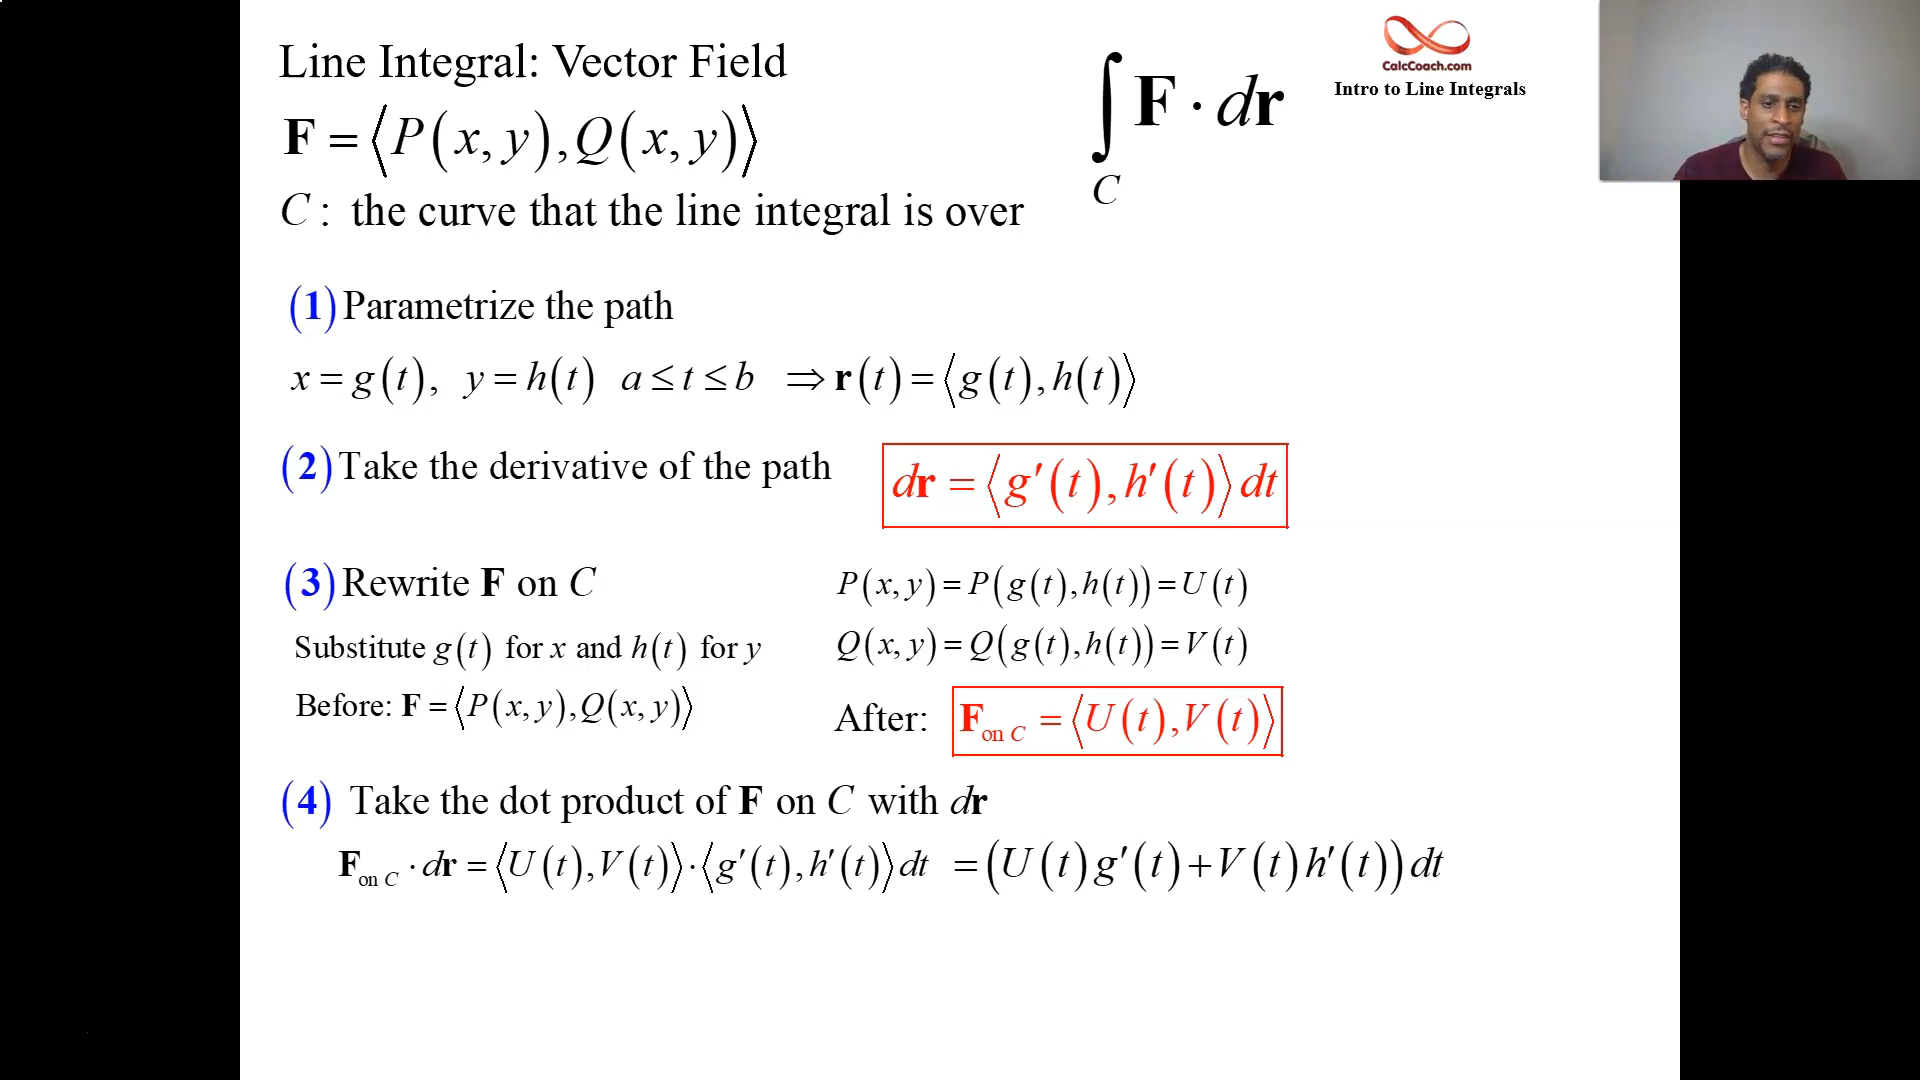 Line Integral: Vector Field
F = ⟨P(x, y), Q(x, y)⟩
C : the curve that the line integral is over
∫_C F · dr
CalcCoach.com
Intro to Line Integrals
(1) Parametrize the path
x = g(t), y = h(t) a ≤ t ≤ b ⇒ r(t) = ⟨g(t), h(t)⟩
(2) Take the derivative of the path
dr = ⟨g′(t), h′(t)⟩ dt
(3) Rewrite F on C
P(x, y) = P(g(t), h(t)) = U(t)
Substitute g(t) for x and h(t) for y
Q(x, y) = Q(g(t), h(t)) = V(t)
Before: F = ⟨P(x, y), Q(x, y)⟩
After: F_on C = ⟨U(t), V(t)⟩
(4) Take the dot product of F on C with dr
F_on C · dr = ⟨U(t), V(t)⟩ · ⟨g′(t), h′(t)⟩ dt = (U(t) g′(t) + V(t) h′(t)) dt